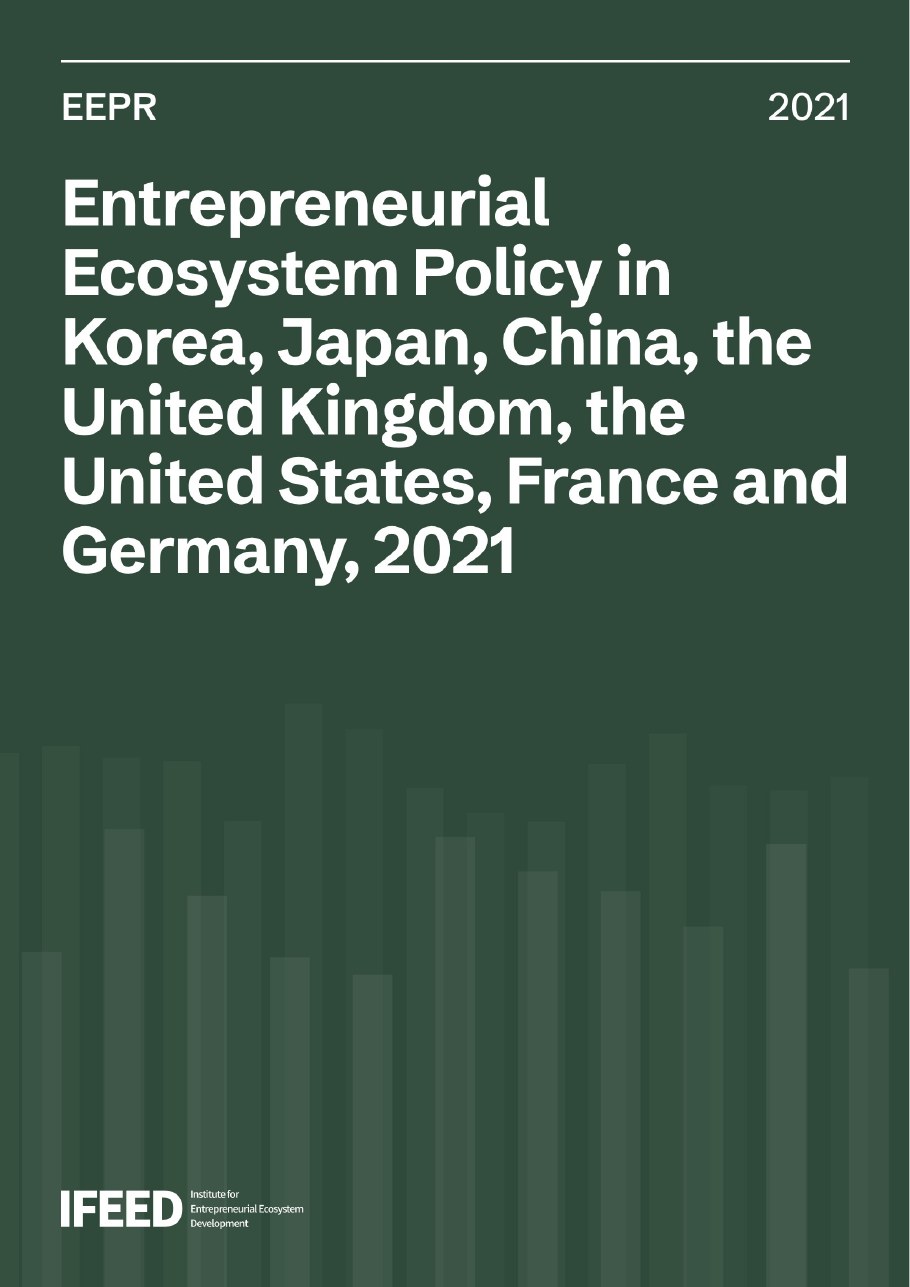 EEPR
2021
Entrepreneurial
Ecosystem Policy in
Korea, Japan, China, the
United Kingdom, the
United States, France and
Germany, 2021
IFEED
Institute for
Entrepreneurial Ecosystem
Development